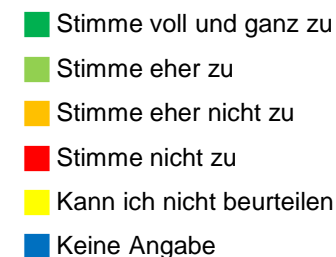 Stimme voll und ganz zu
Stimme eher zu
Stimme eher nicht zu
Stimme nicht zu
Kann ich nicht beurteilen
Keine Angabe